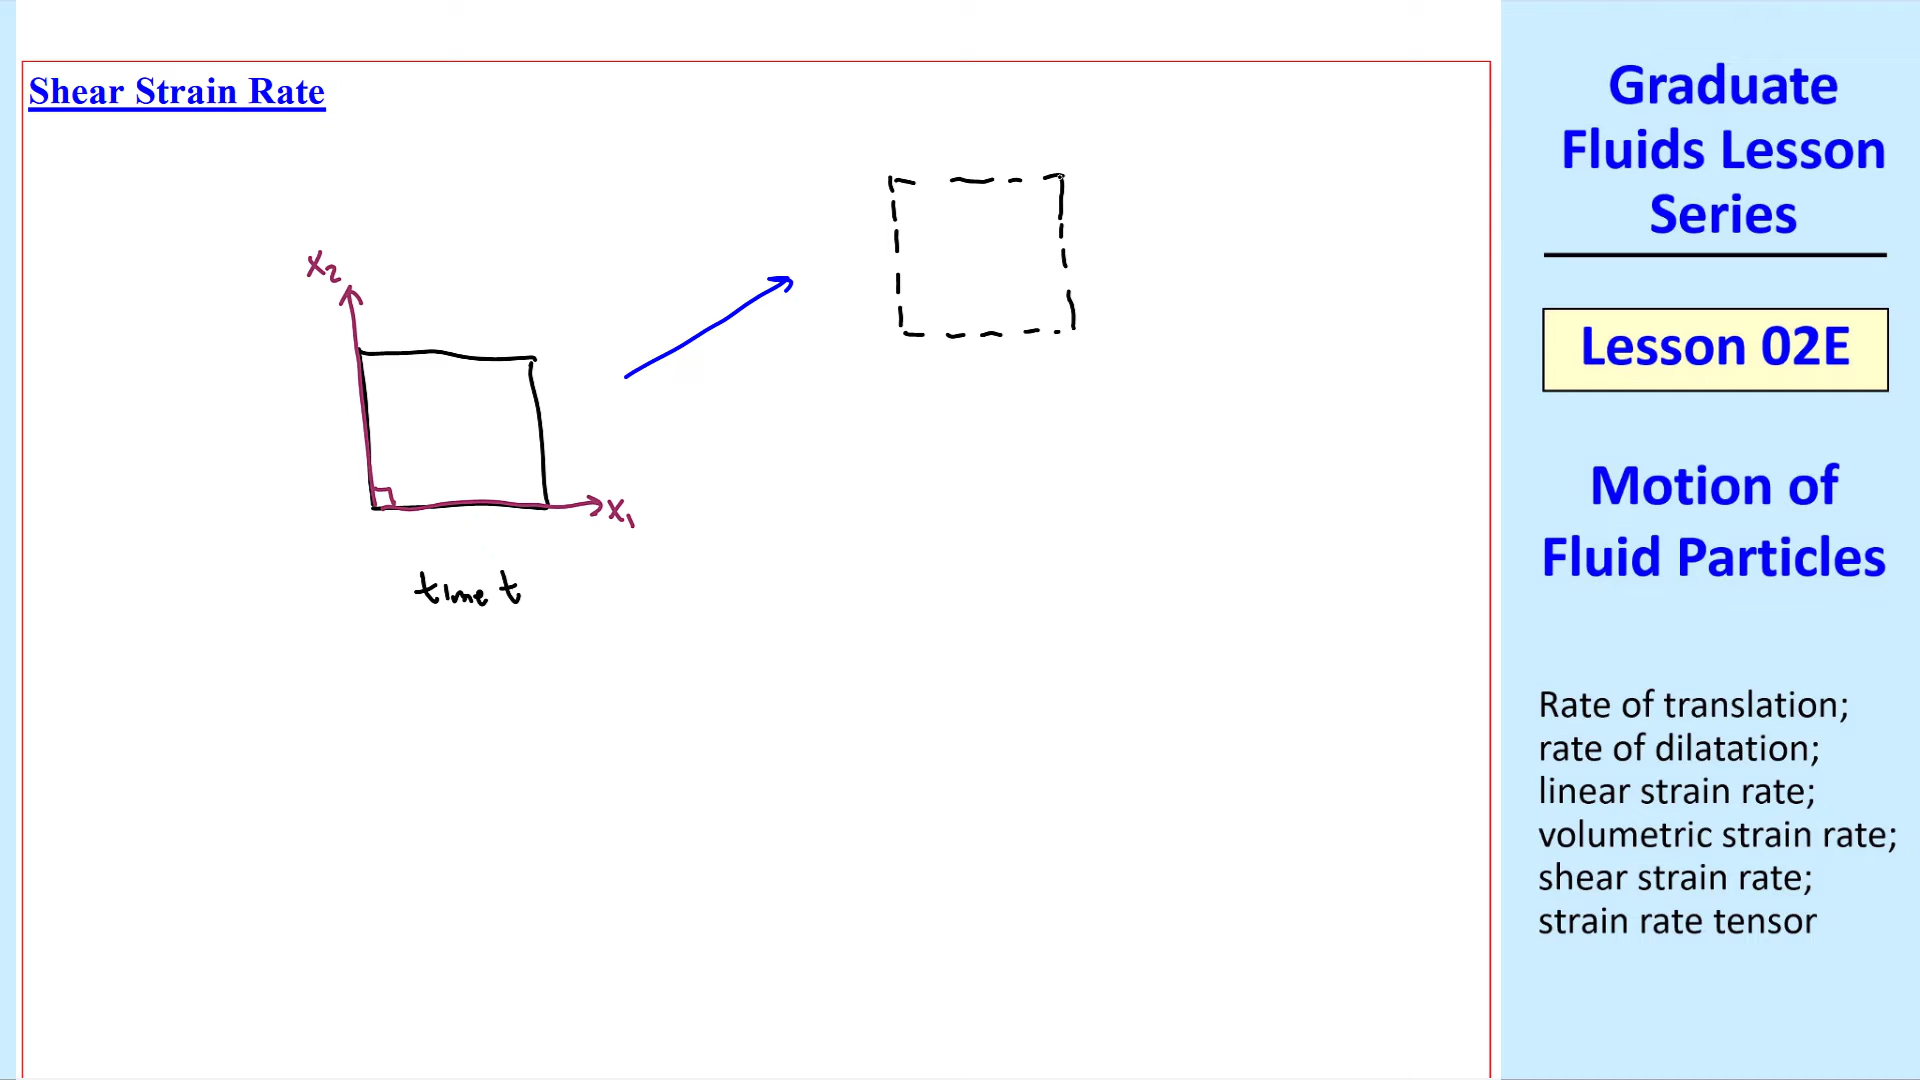 Shear Strain Rate
x₂
x₁
time t
Graduate
Fluids Lesson
Series
Lesson 02E
Motion of
Fluid Particles
Rate of translation;
rate of dilatation;
linear strain rate;
volumetric strain rate;
shear strain rate;
strain rate tensor